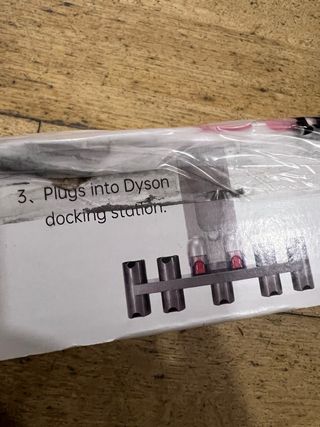 3、Plugs into Dyson
docking station.